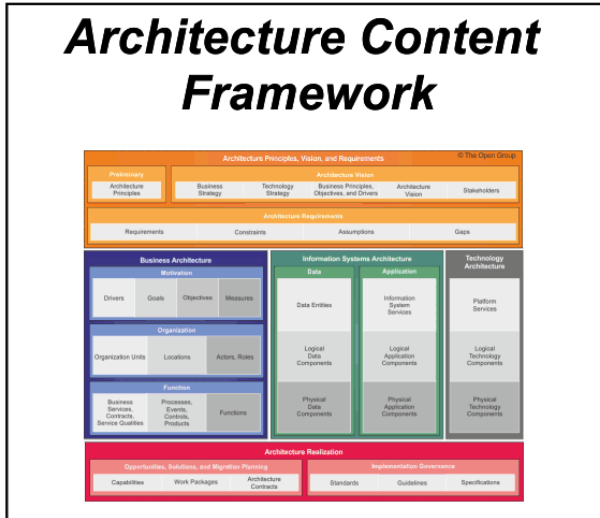 Architecture Content
Framework
Architecture Principles, Vision, and Requirements
© The Open Group
Preliminary
Architecture
Principles
Architecture Vision
Business
Strategy
Technology
Strategy
Business Principles,
Objectives, and Drivers
Architecture
Vision
Stakeholders
Architecture Requirements
Requirements
Constraints
Assumptions
Gaps
Business Architecture
Motivation
Drivers
Goals
Objectives
Measures
Organization
Organization Units
Locations
Actors, Roles
Function
Business
Services,
Contracts,
Service Qualities
Processes,
Events,
Controls,
Products
Functions
Information Systems Architecture
Data
Data Entities
Logical
Data
Components
Physical
Data
Components
Application
Information
System
Services
Logical
Application
Components
Physical
Application
Components
Technology
Architecture
Platform
Services
Logical
Technology
Components
Physical
Technology
Components
Architecture Realization
Opportunities, Solutions, and Migration Planning
Capabilities
Work Packages
Architecture
Contracts
Implementation Governance
Standards
Guidelines
Specifications